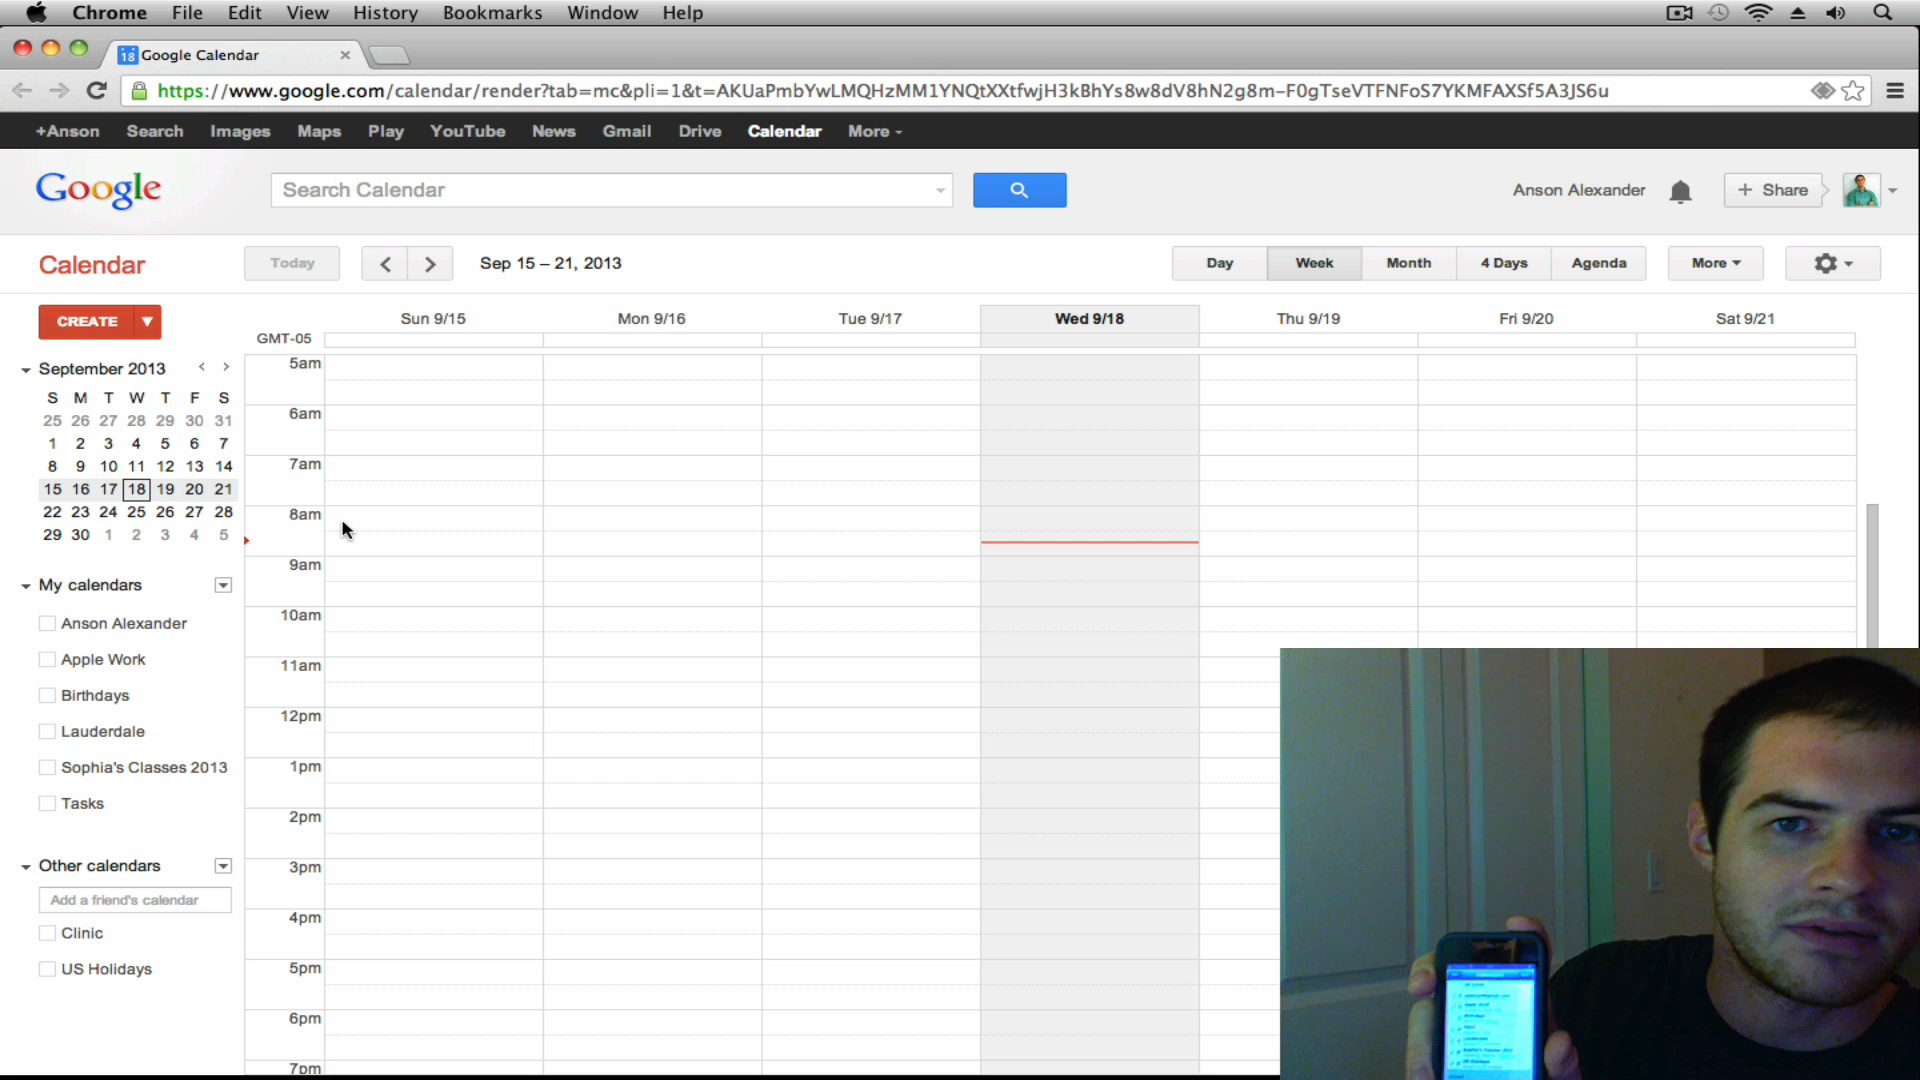 Chrome File Edit View History Bookmarks Window Help
18 Google Calendar ×
https://www.google.com/calendar/render?tab=mc&pli=1&t=AKUaPmbYwLMQHzMM1YNQtXXtfwjH3kBhYs8w8dV8hN2g8m-F0gTseVTFNFoS7YKMFAXSf5A3JS6u
+Anson Search Images Maps Play YouTube News Gmail Drive Calendar More
Google Search Calendar Anson Alexander + Share
Calendar Today Sep 15 – 21, 2013 Day Week Month 4 Days Agenda More
CREATE
Sun 9/15 Mon 9/16 Tue 9/17 Wed 9/18 Thu 9/19 Fri 9/20 Sat 9/21
GMT-05
September 2013
S M T W T F S
25 26 27 28 29 30 31
1 2 3 4 5 6 7
8 9 10 11 12 13 14
15 16 17 18 19 20 21
22 23 24 25 26 27 28
29 30 1 2 3 4 5
My calendars
Anson Alexander
Apple Work
Birthdays
Lauderdale
Sophia's Classes 2013
Tasks
Other calendars
Add a friend's calendar
Clinic
US Holidays
5am
6am
7am
8am
9am
10am
11am
12pm
1pm
2pm
3pm
4pm
5pm
6pm
7pm